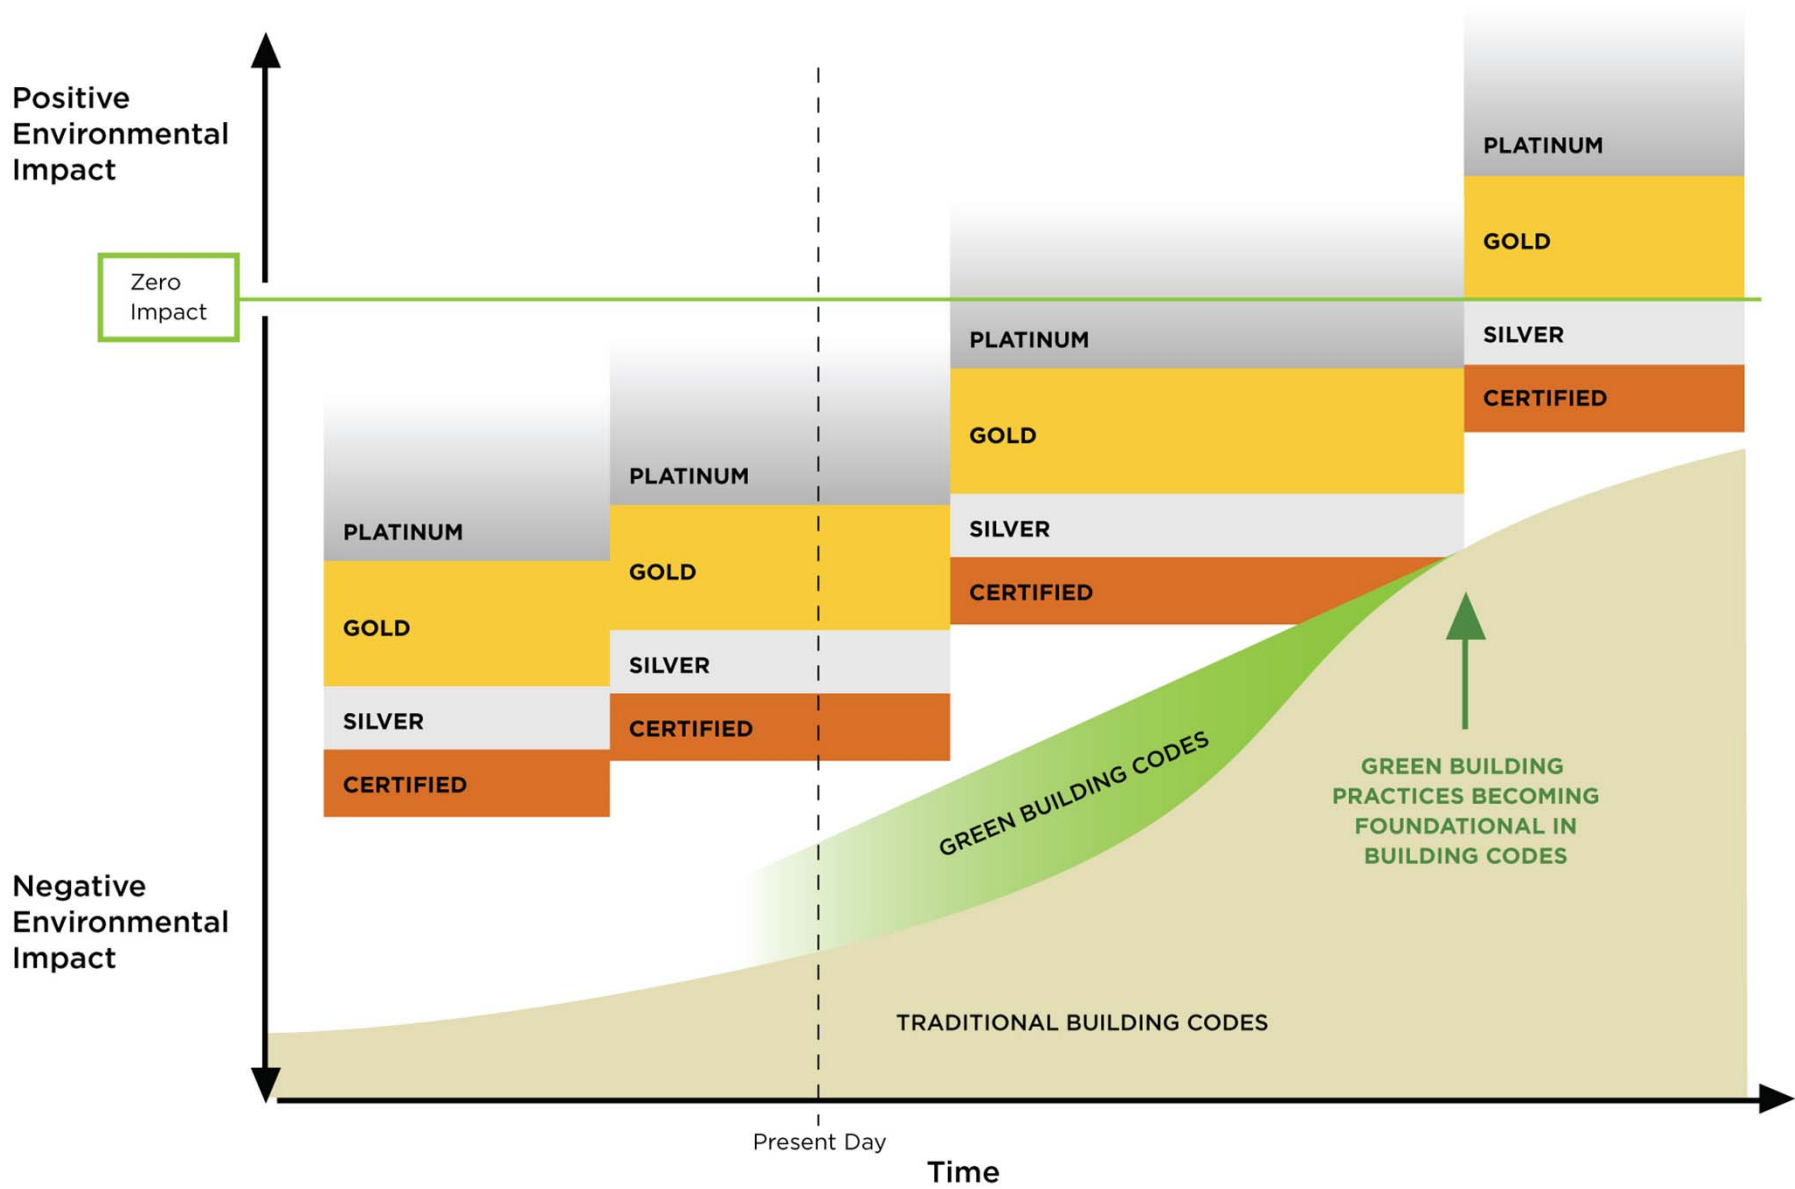 Positive
Environmental
Impact
Zero
Impact
Negative
Environmental
Impact
PLATINUM
GOLD
SILVER
CERTIFIED
PLATINUM
GOLD
SILVER
CERTIFIED
PLATINUM
GOLD
SILVER
CERTIFIED
PLATINUM
GOLD
SILVER
CERTIFIED
GREEN BUILDING CODES
GREEN BUILDING
PRACTICES BECOMING
FOUNDATIONAL IN
BUILDING CODES
TRADITIONAL BUILDING CODES
Present Day
Time